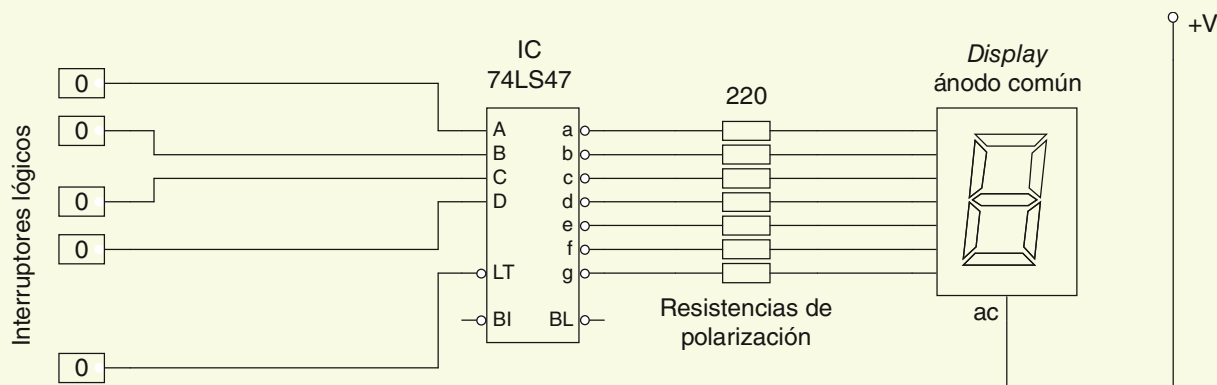 +V
IC
74LS47
Display
ánodo común
220
Interruptores lógicos
0
0
0
0
0
A
B
C
D
LT
BI
a
b
c
d
e
f
g
BL
Resistencias de
polarización
ac